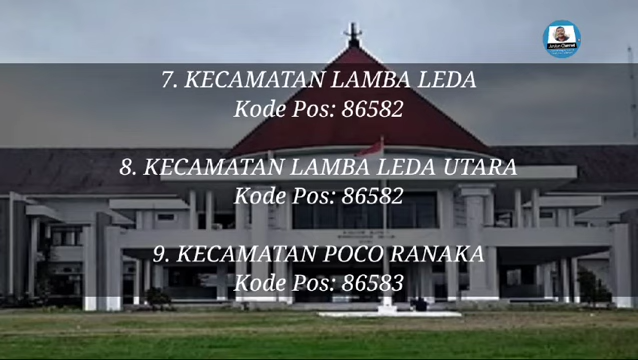 7. KECAMATAN LAMBA LEDA
Kode Pos: 86582
8. KECAMATAN LAMBA LEDA UTARA
Kode Pos: 86582
9. KECAMATAN POCO RANAKA
Kode Pos: 86583